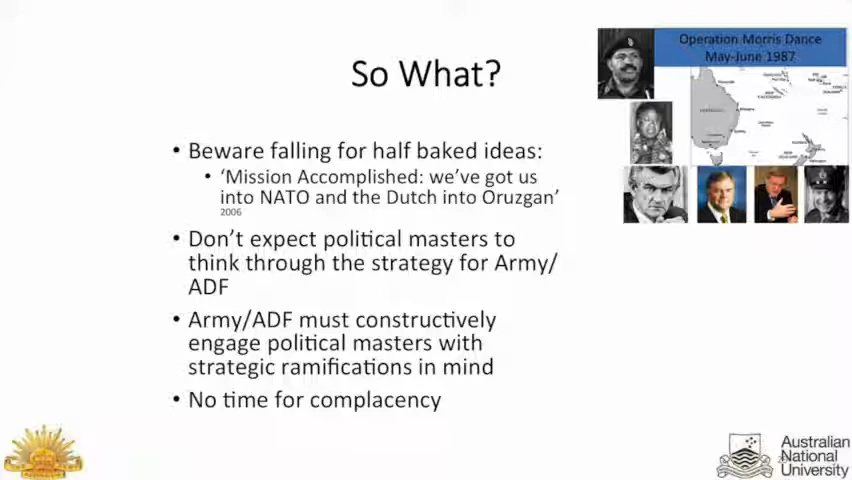 So What?
Operation Morris Dance
May-June 1987
• Beware falling for half baked ideas:
• ‘Mission Accomplished: we’ve got us
into NATO and the Dutch into Oruzgan’
2006
• Don’t expect political masters to
think through the strategy for Army/
ADF
• Army/ADF must constructively
engage political masters with
strategic ramifications in mind
• No time for complacency
Australian
National
University